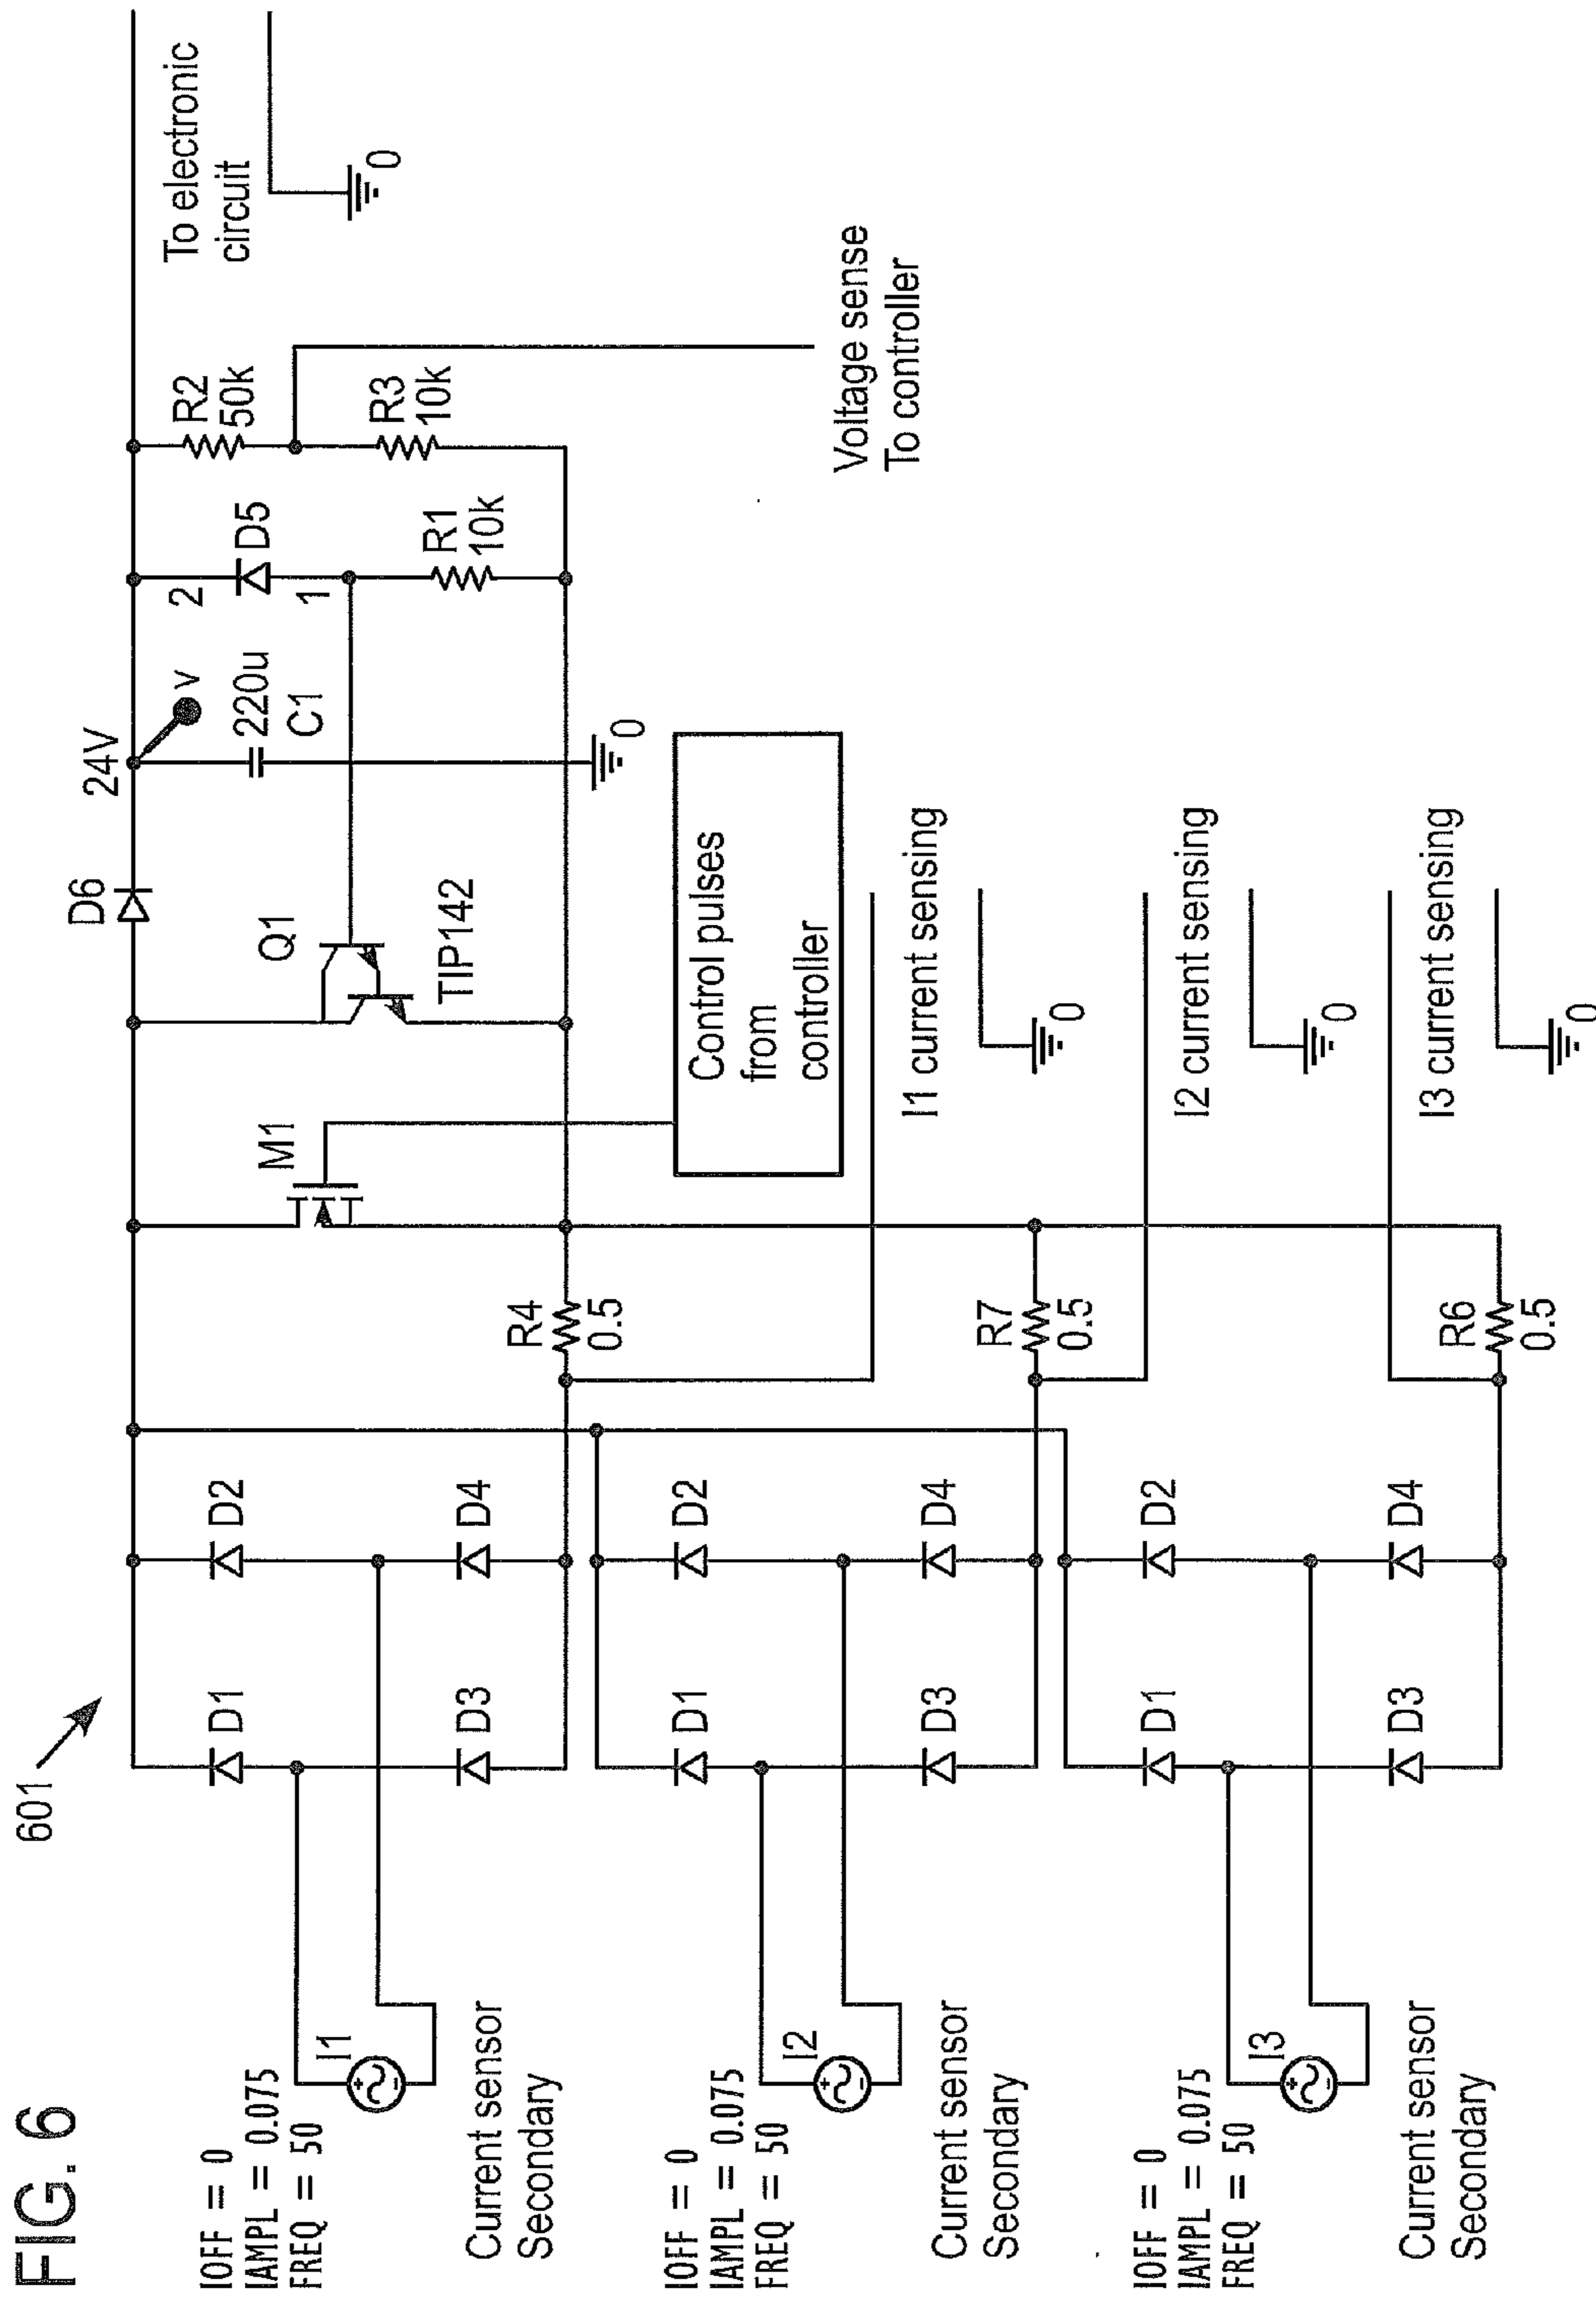 FIG. 6
601
IOFF = 0
IAMPL = 0.075
FREQ = 50
I1
Current sensor
Secondary
D1
D2
D3
D4
R4
0.5
M1
Q1
TIP142
D6
24V
V
220u
C1
0
2
D5
1
R1
10k
R2
50k
R3
10k
To electronic
circuit
0
Voltage sense
To controller
Control pulses
from
controller
I1 current sensing
0
IOFF = 0
IAMPL = 0.075
FREQ = 50
I2
Current sensor
Secondary
D1
D2
D3
D4
R7
0.5
I2 current sensing
0
IOFF = 0
IAMPL = 0.075
FREQ = 50
I3
Current sensor
Secondary
D1
D2
D3
D4
R6
0.5
I3 current sensing
0